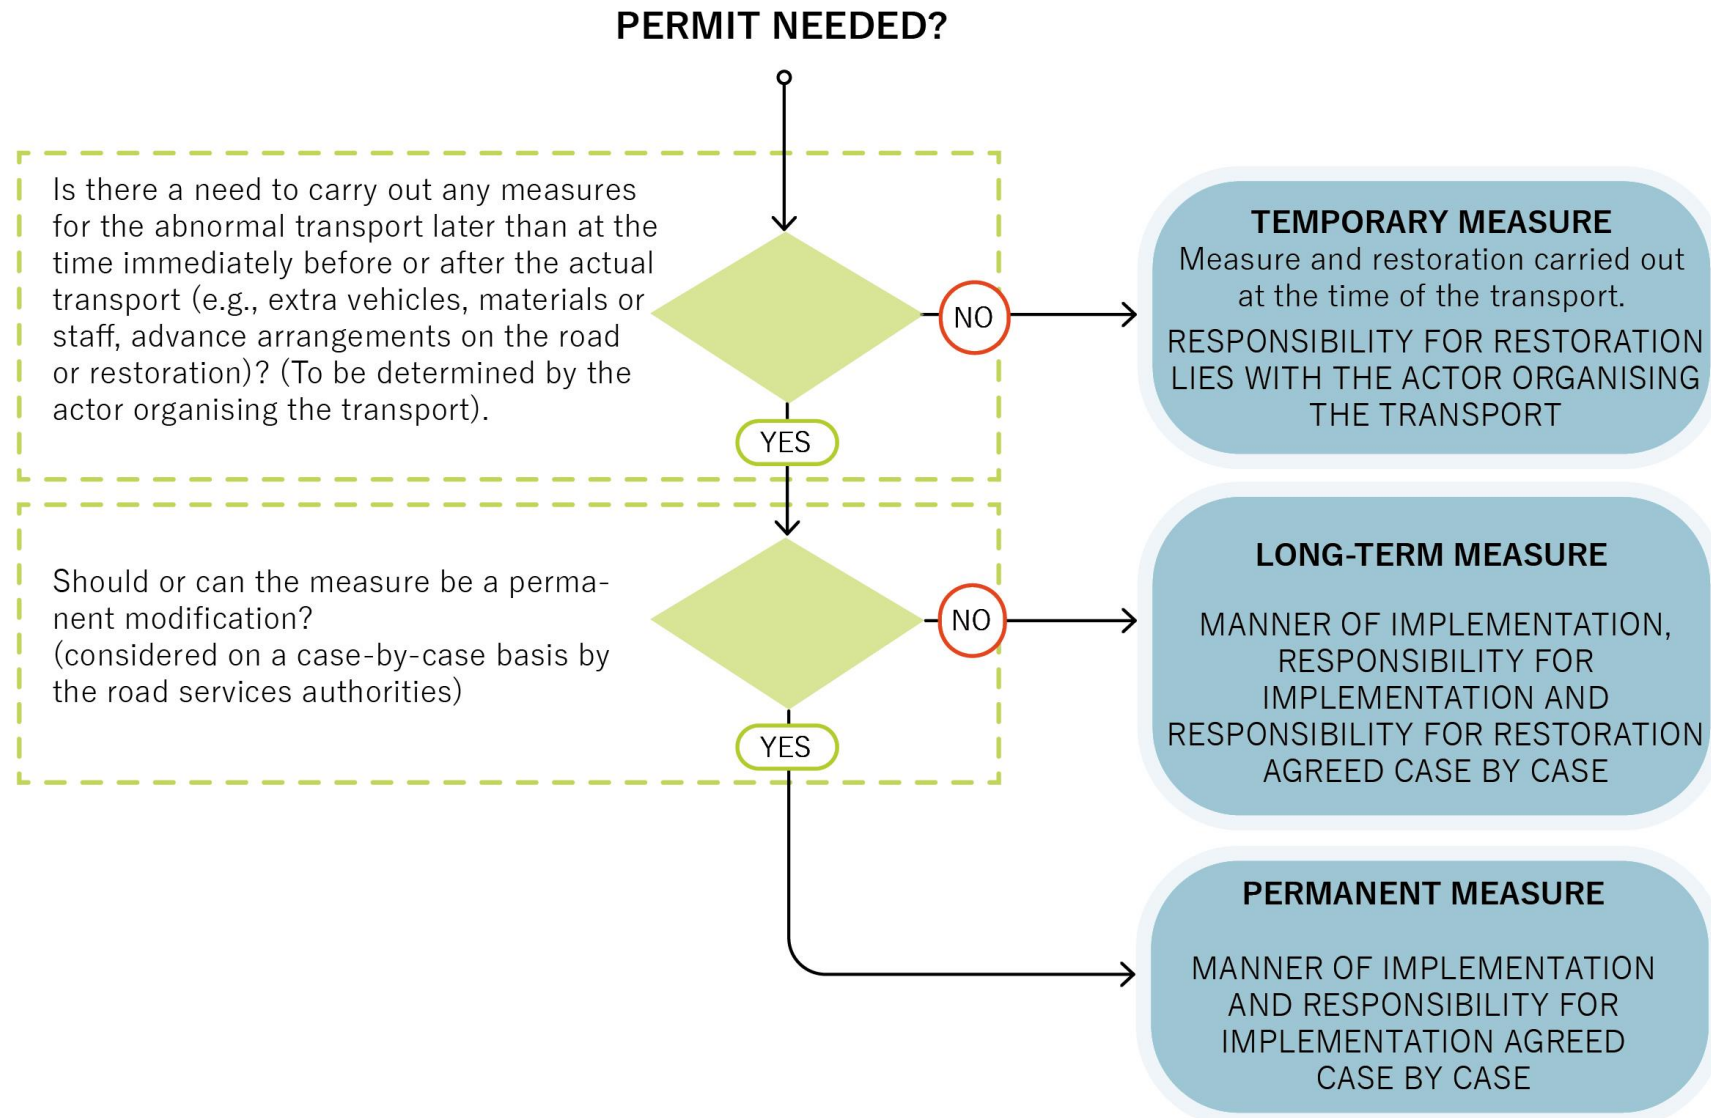 PERMIT NEEDED?
Is there a need to carry out any measures
for the abnormal transport later than at the
time immediately before or after the actual
transport (e.g., extra vehicles, materials or
staff, advance arrangements on the road
or restoration)? (To be determined by the
actor organising the transport).
NO
YES
TEMPORARY MEASURE
Measure and restoration carried out
at the time of the transport.
RESPONSIBILITY FOR RESTORATION
LIES WITH THE ACTOR ORGANISING
THE TRANSPORT
Should or can the measure be a perma-
nent modification?
(considered on a case-by-case basis by
the road services authorities)
NO
YES
LONG-TERM MEASURE
MANNER OF IMPLEMENTATION,
RESPONSIBILITY FOR
IMPLEMENTATION AND
RESPONSIBILITY FOR RESTORATION
AGREED CASE BY CASE
PERMANENT MEASURE
MANNER OF IMPLEMENTATION
AND RESPONSIBILITY FOR
IMPLEMENTATION AGREED
CASE BY CASE